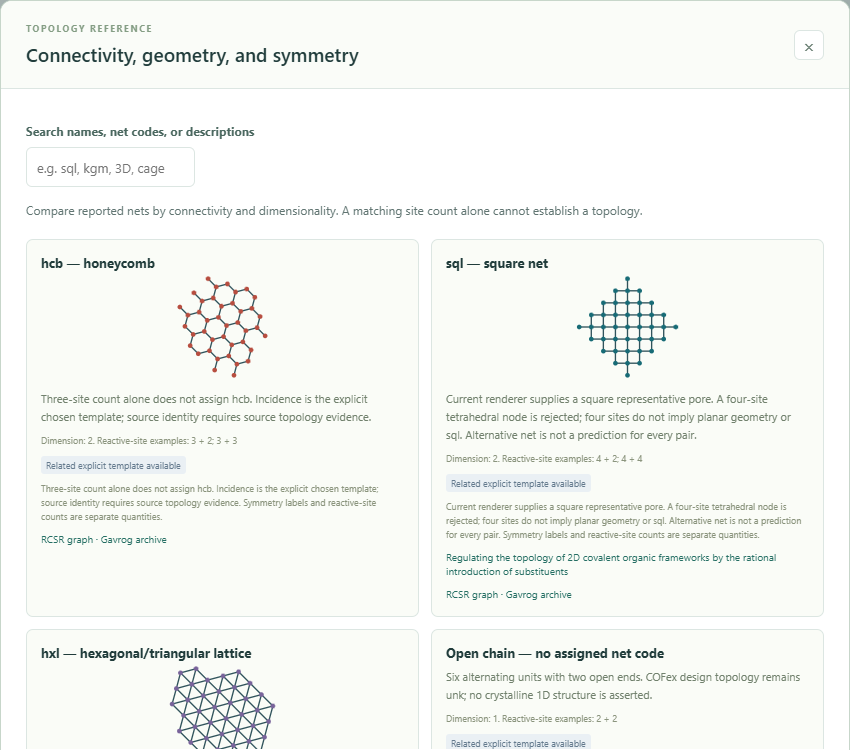 TOPOLOGY REFERENCE
Connectivity, geometry, and symmetry
×
Search names, net codes, or descriptions
e.g. sql, kgm, 3D, cage
Compare reported nets by connectivity and dimensionality. A matching site count alone cannot establish a topology.
hcb — honeycomb
Three-site count alone does not assign hcb. Incidence is the explicit
chosen template; source identity requires source topology evidence.
Dimension: 2. Reactive-site examples: 3 + 2; 3 + 3
Related explicit template available
Three-site count alone does not assign hcb. Incidence is the explicit chosen template;
source identity requires source topology evidence. Symmetry labels and reactive-site
counts are separate quantities.
RCSR graph · Gavrog archive
sql — square net
Current renderer supplies a square representative pore. A four-site
tetrahedral node is rejected; four sites do not imply planar geometry or
sql. Alternative net is not a prediction for every pair.
Dimension: 2. Reactive-site examples: 4 + 2; 4 + 4
Related explicit template available
Current renderer supplies a square representative pore. A four-site tetrahedral node is
rejected; four sites do not imply planar geometry or sql. Alternative net is not a prediction
for every pair. Symmetry labels and reactive-site counts are separate quantities.
Regulating the topology of 2D covalent organic frameworks by the rational
introduction of substituents
RCSR graph · Gavrog archive
hxl — hexagonal/triangular lattice
Open chain — no assigned net code
Six alternating units with two open ends. COFex design topology remains
unk; no crystalline 1D structure is asserted.
Dimension: 1. Reactive-site examples: 2 + 2
Related explicit template available